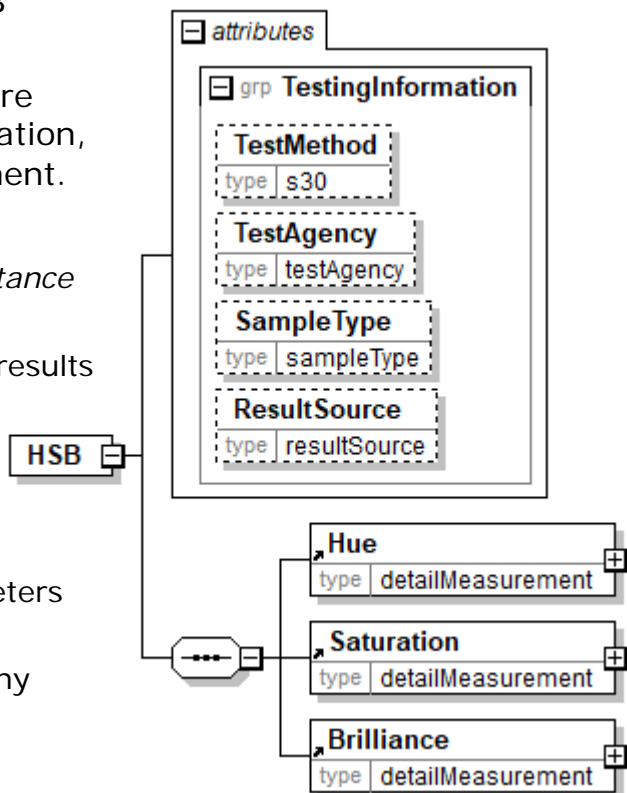 s
re
ation,
nent.
tance
results
eters
ny
attributes
grp TestingInformation
TestMethod
type s30
TestAgency
type testAgency
SampleType
type sampleType
ResultSource
type resultSource
HSB
Hue
type detailMeasurement
Saturation
type detailMeasurement
Brilliance
type detailMeasurement